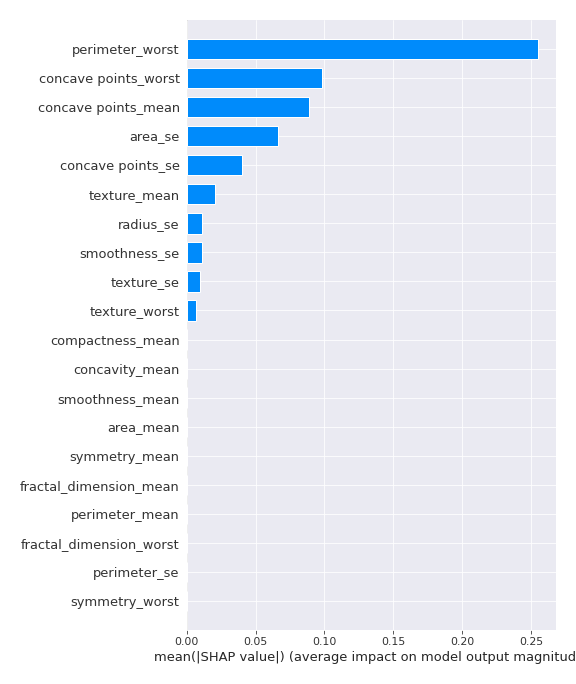 perimeter_worst
concave points_worst
concave points_mean
area_se
concave points_se
texture_mean
radius_se
smoothness_se
texture_se
texture_worst
compactness_mean
concavity_mean
smoothness_mean
area_mean
symmetry_mean
fractal_dimension_mean
perimeter_mean
fractal_dimension_worst
perimeter_se
symmetry_worst
0.00 0.05 0.10 0.15 0.20 0.25
mean(|SHAP value|) (average impact on model output magnitud